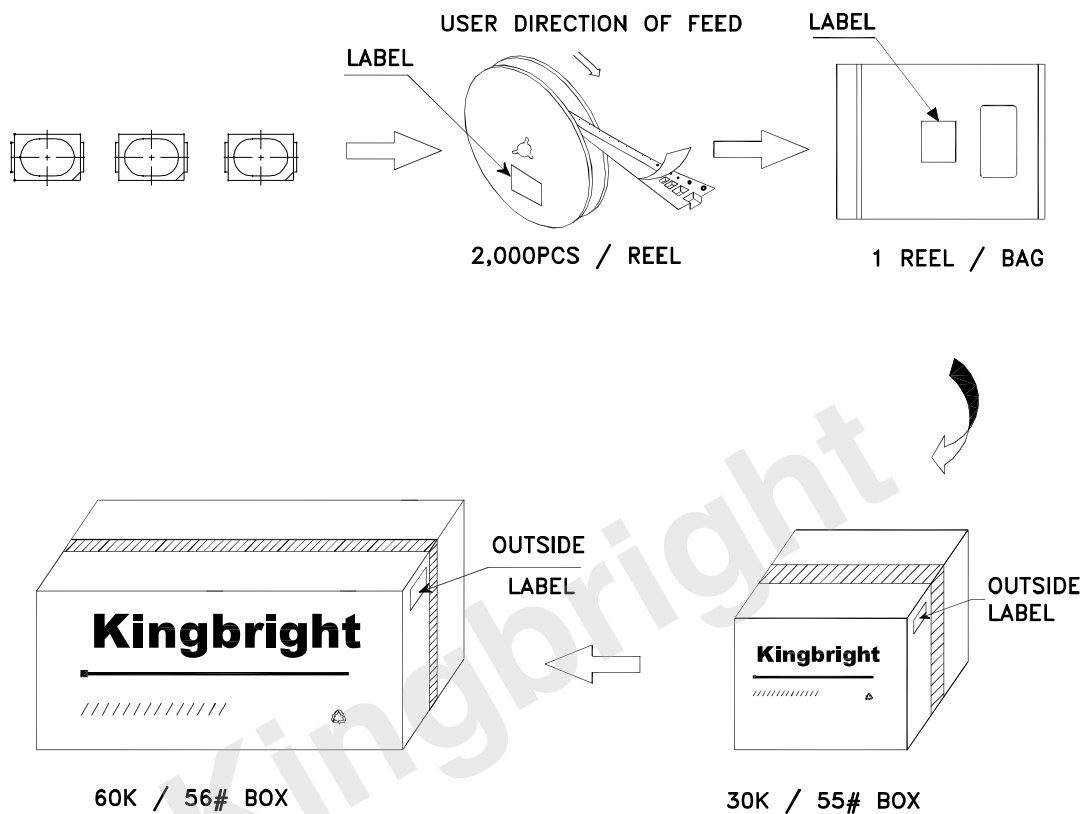 USER DIRECTION OF FEED
LABEL
LABEL
2,000PCS / REEL
1 REEL / BAG
OUTSIDE
LABEL
OUTSIDE
LABEL
Kingbright
Kingbright
60K / 56# BOX
30K / 55# BOX
Kingbright